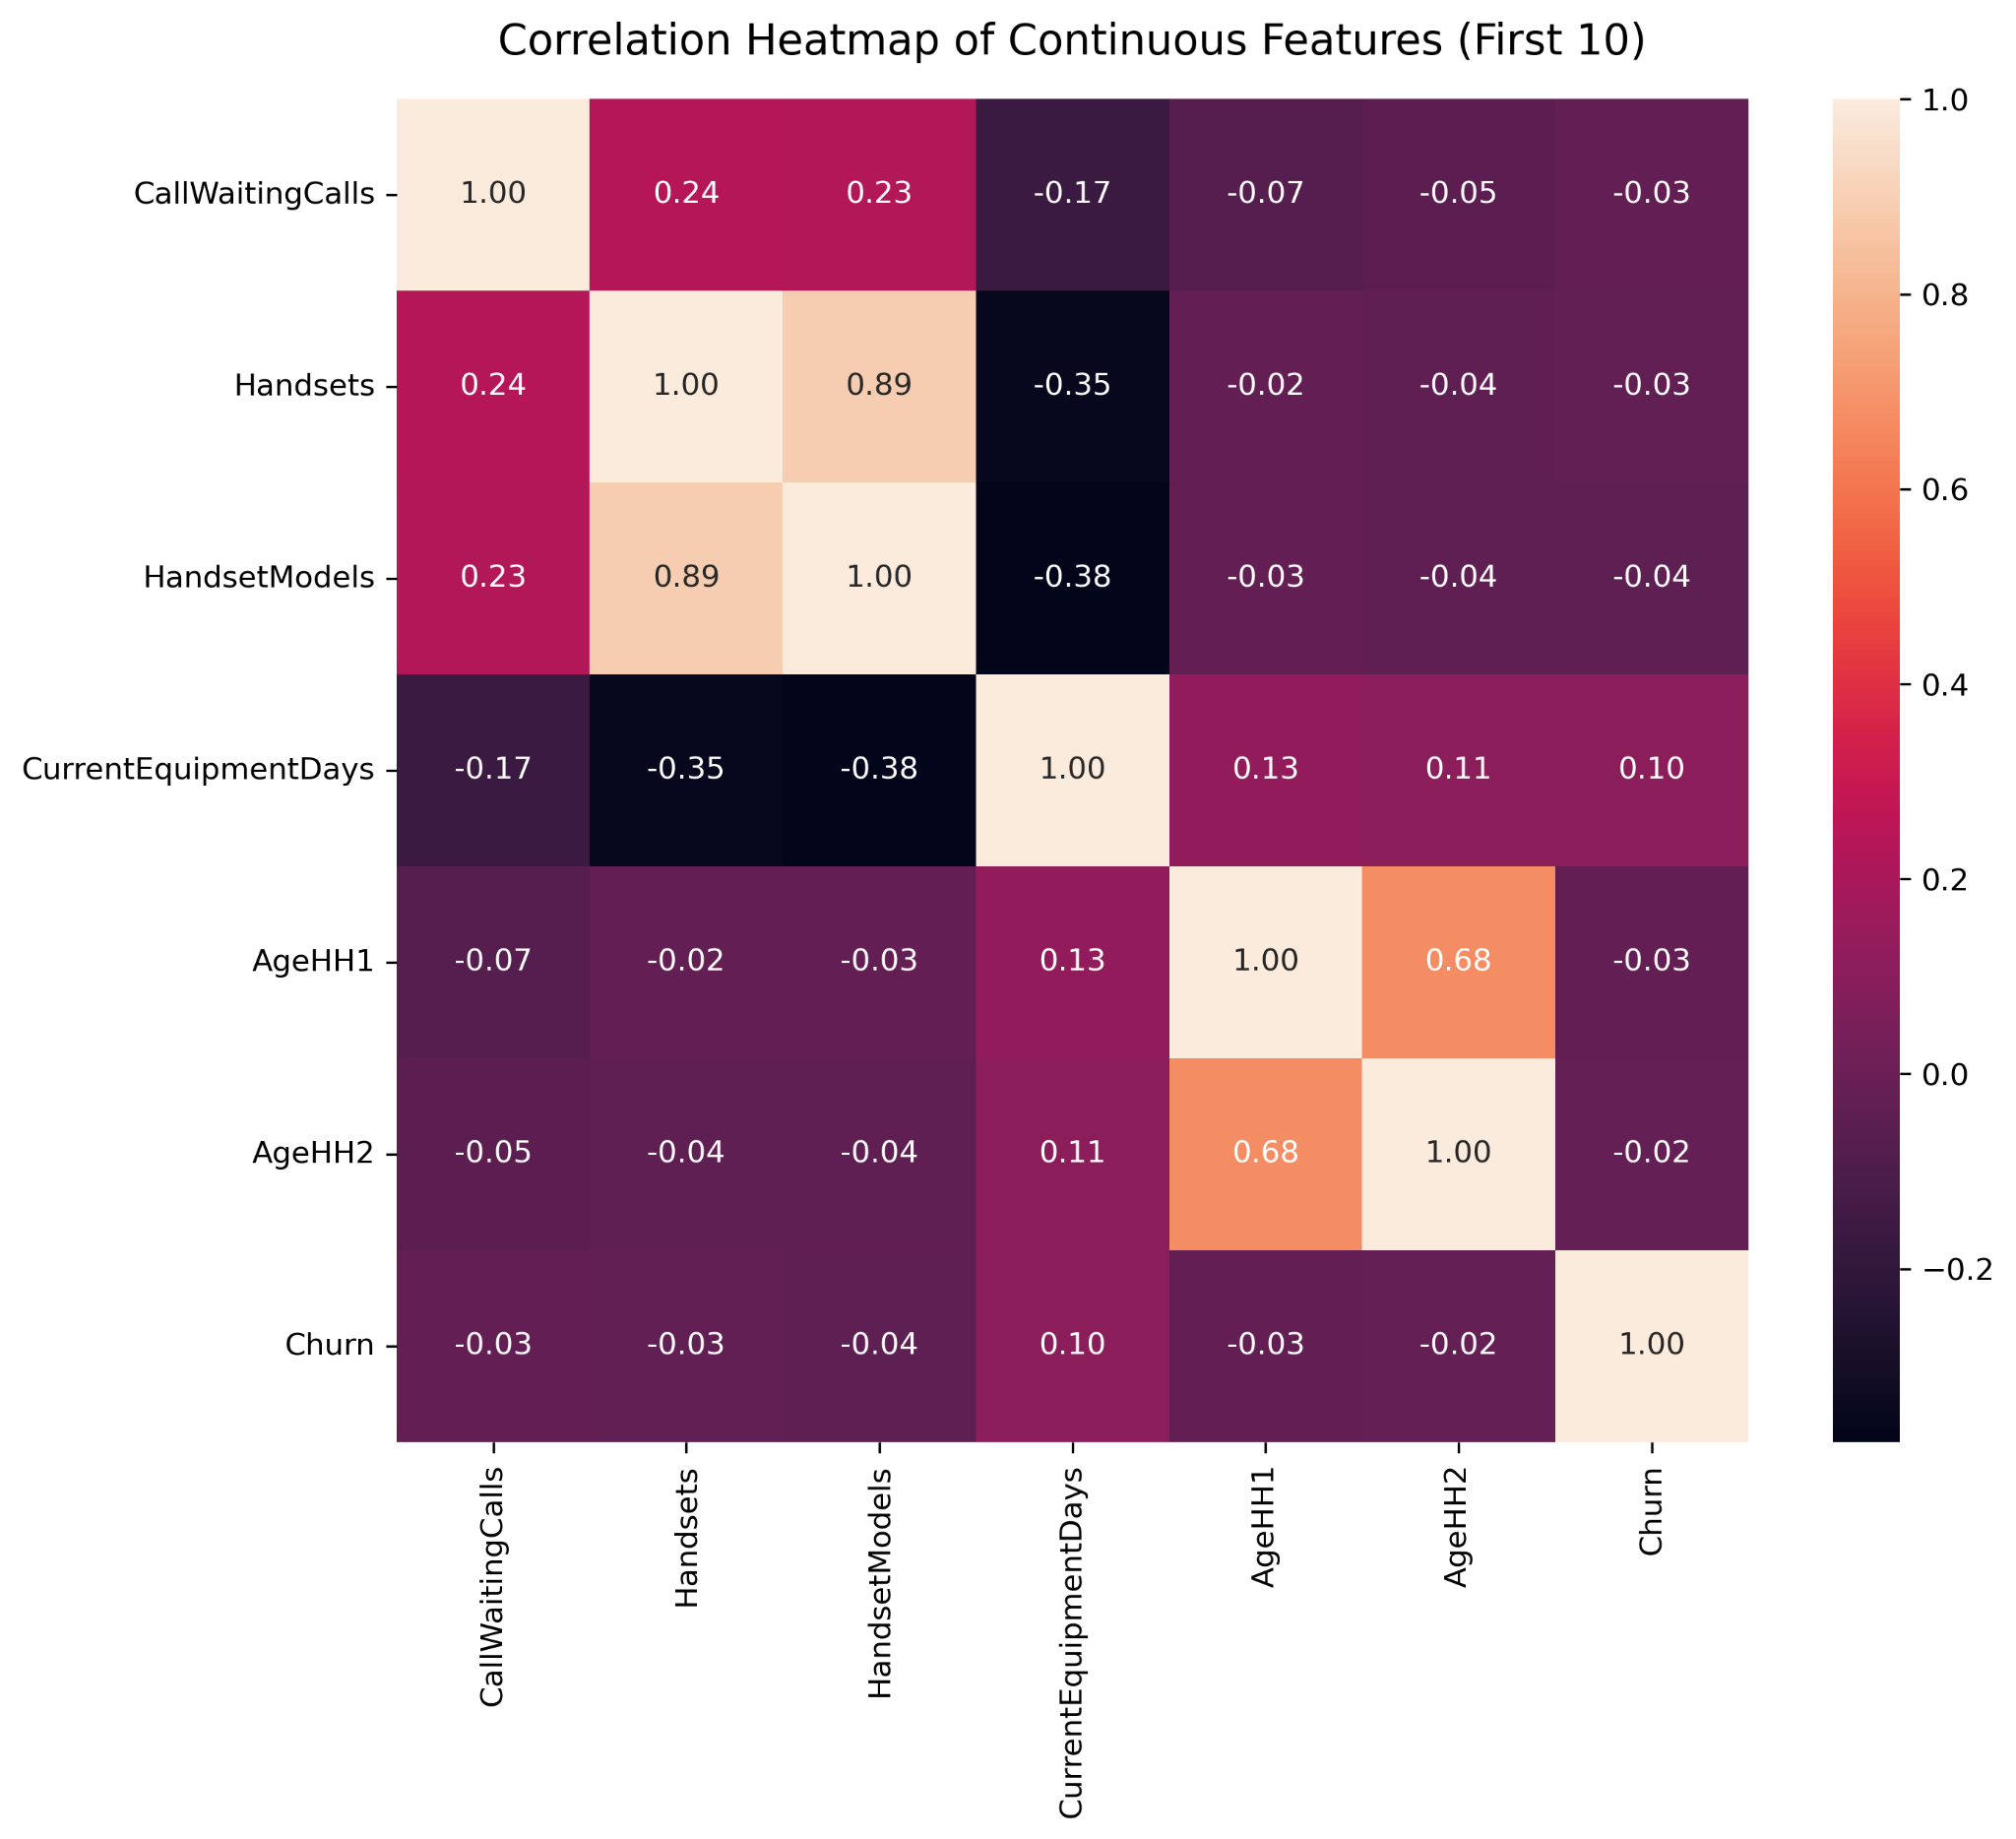 Correlation Heatmap of Continuous Features (First 10)
CallWaitingCalls 1.00 0.24 0.23 -0.17 -0.07 -0.05 -0.03
Handsets 0.24 1.00 0.89 -0.35 -0.02 -0.04 -0.03
HandsetModels 0.23 0.89 1.00 -0.38 -0.03 -0.04 -0.04
CurrentEquipmentDays -0.17 -0.35 -0.38 1.00 0.13 0.11 0.10
AgeHH1 -0.07 -0.02 -0.03 0.13 1.00 0.68 -0.03
AgeHH2 -0.05 -0.04 -0.04 0.11 0.68 1.00 -0.02
Churn -0.03 -0.03 -0.04 0.10 -0.03 -0.02 1.00
CallWaitingCalls
Handsets
HandsetModels
CurrentEquipmentDays
AgeHH1
AgeHH2
Churn
1.0
0.8
0.6
0.4
0.2
0.0
−0.2